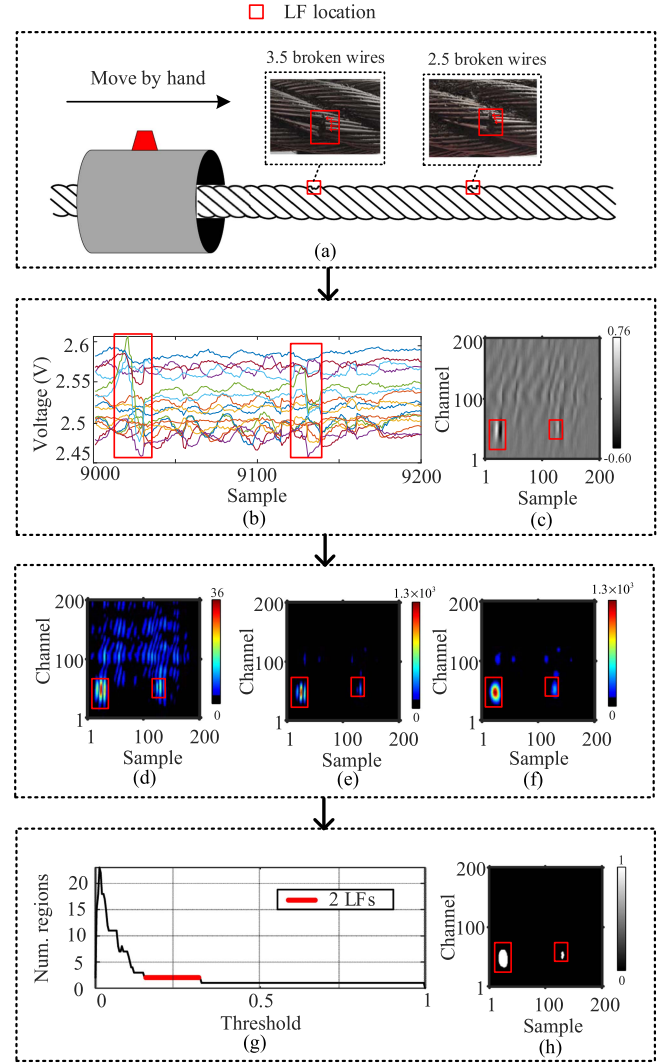 LF location
3.5 broken wires
2.5 broken wires
Move by hand
(a)
2.6
2.55
2.5
2.45
Voltage (V)
9000
9100
9200
Sample
(b)
200
100
1
Channel
1
100
200
Sample
0.76
-0.60
(c)
200
100
1
Channel
1
100
200
Sample
36
0
(d)
200
100
1
Channel
1
100
200
Sample
1.3×10³
0
(e)
200
100
1
Channel
1
100
200
Sample
1.3×10³
0
(f)
20
15
10
5
0
Num. regions
2 LFs
0
0.5
1
Threshold
(g)
200
100
1
Channel
1
100
200
Sample
1
0
(h)